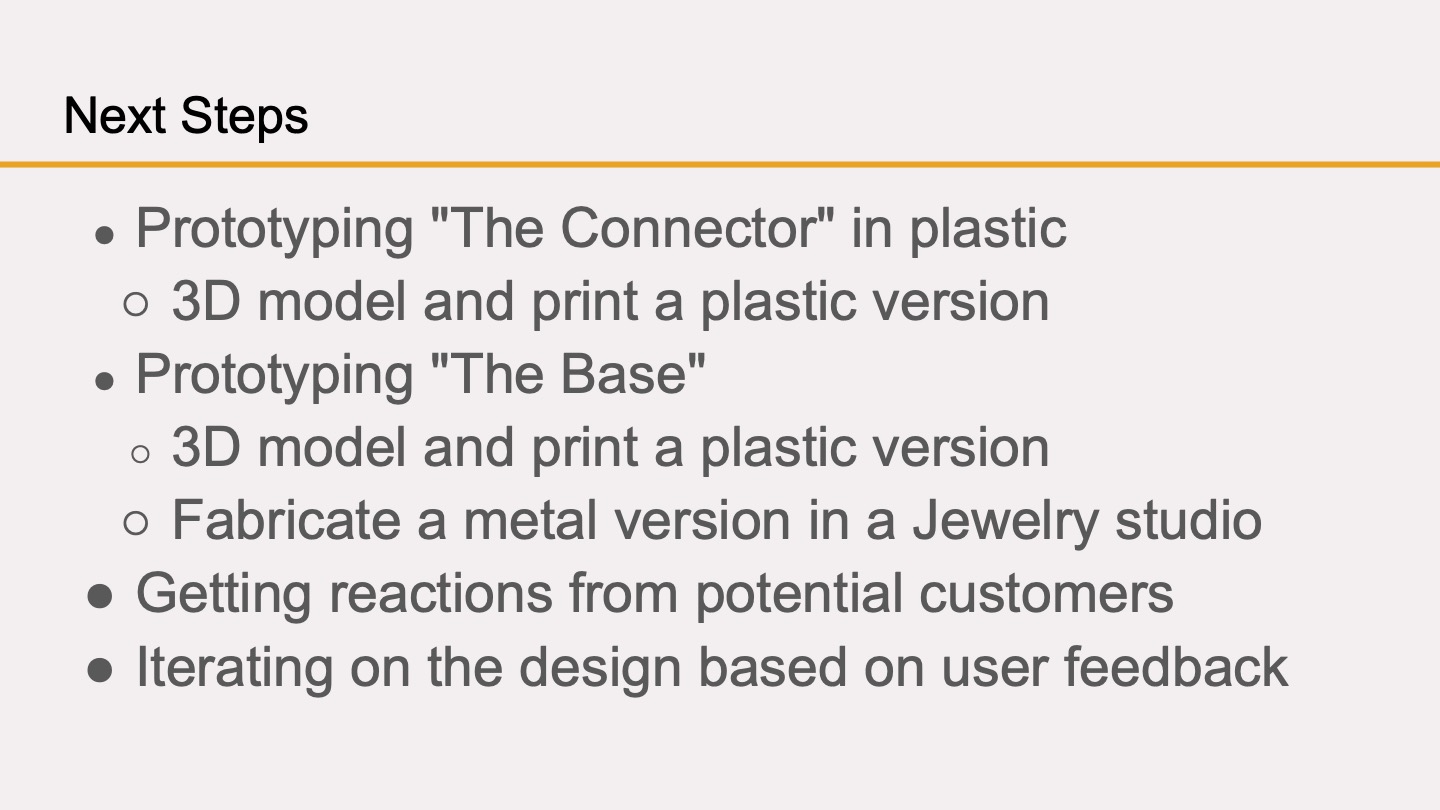 Next Steps
● Prototyping "The Connector" in plastic
○ 3D model and print a plastic version
● Prototyping "The Base"
○ 3D model and print a plastic version
○ Fabricate a metal version in a Jewelry studio
● Getting reactions from potential customers
● Iterating on the design based on user feedback